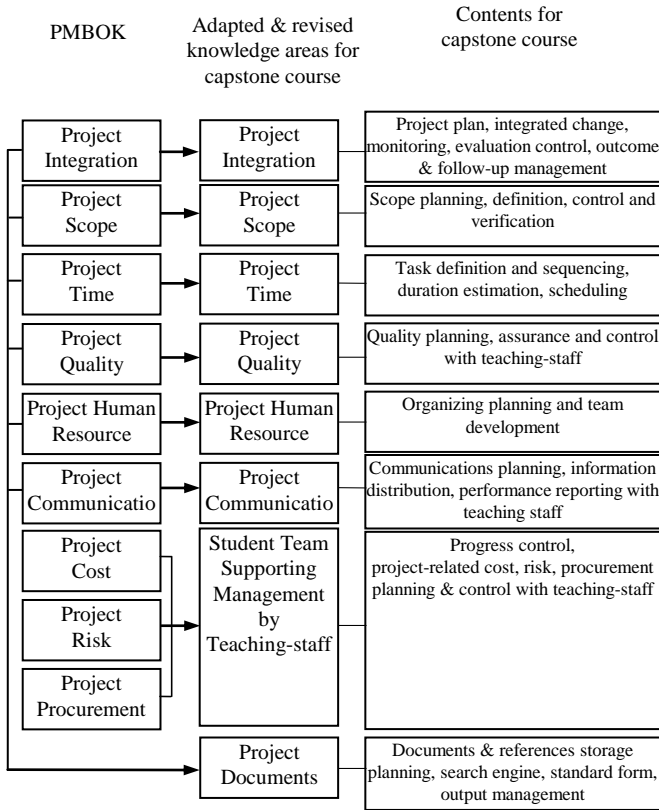 PMBOK
Adapted & revised
knowledge areas for
capstone course
Contents for
capstone course
Project
Integration
Project
Integration
Project plan, integrated change,
monitoring, evaluation control, outcome
& follow-up management
Project
Scope
Project
Scope
Scope planning, definition, control and
verification
Project
Time
Project
Time
Task definition and sequencing,
duration estimation, scheduling
Project
Quality
Project
Quality
Quality planning, assurance and control
with teaching-staff
Project Human
Resource
Project Human
Resource
Organizing planning and team
development
Project
Communicatio
Project
Communicatio
Communications planning, information
distribution, performance reporting with
teaching staff
Project
Cost
Project
Risk
Project
Procurement
Student Team
Supporting
Management
by
Teaching-staff
Progress control,
project-related cost, risk, procurement
planning & control with teaching-staff
Project
Documents
Documents & references storage
planning, search engine, standard form,
output management